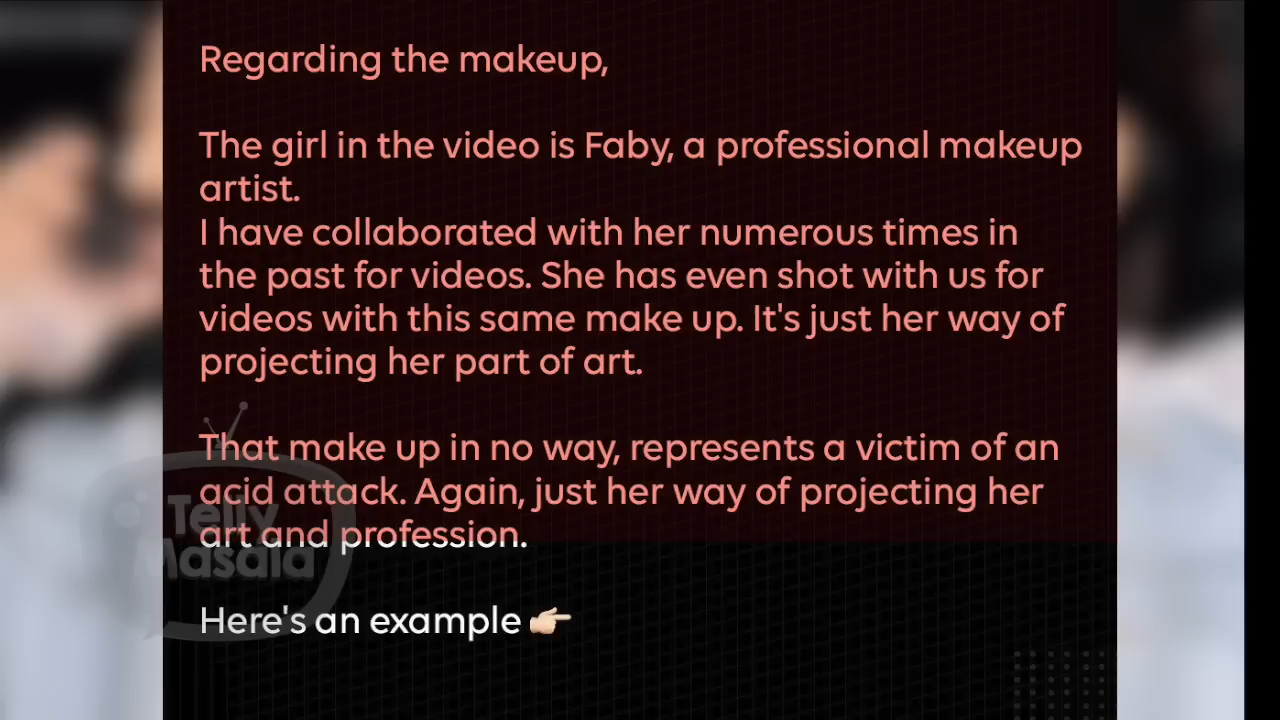 Regarding the makeup,
The girl in the video is Faby, a professional makeup
artist.
I have collaborated with her numerous times in
the past for videos. She has even shot with us for
videos with this same make up. It's just her way of
projecting her part of art.
That make up in no way, represents a victim of an
acid attack. Again, just her way of projecting her
art and profession.
Telly
Masala
Here's an example 👉🏻